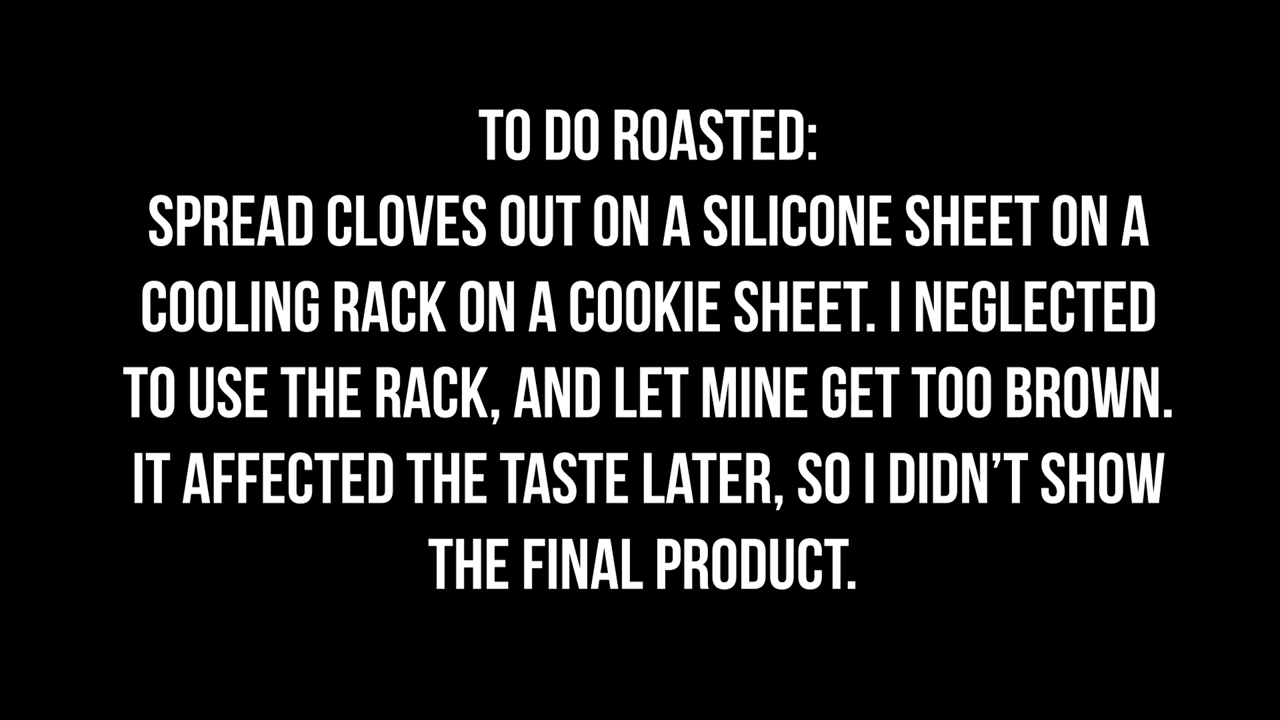 TO DO ROASTED:
SPREAD CLOVES OUT ON A SILICONE SHEET ON A
COOLING RACK ON A COOKIE SHEET. I NEGLECTED
TO USE THE RACK, AND LET MINE GET TOO BROWN.
IT AFFECTED THE TASTE LATER, SO I DIDN’T SHOW
THE FINAL PRODUCT.